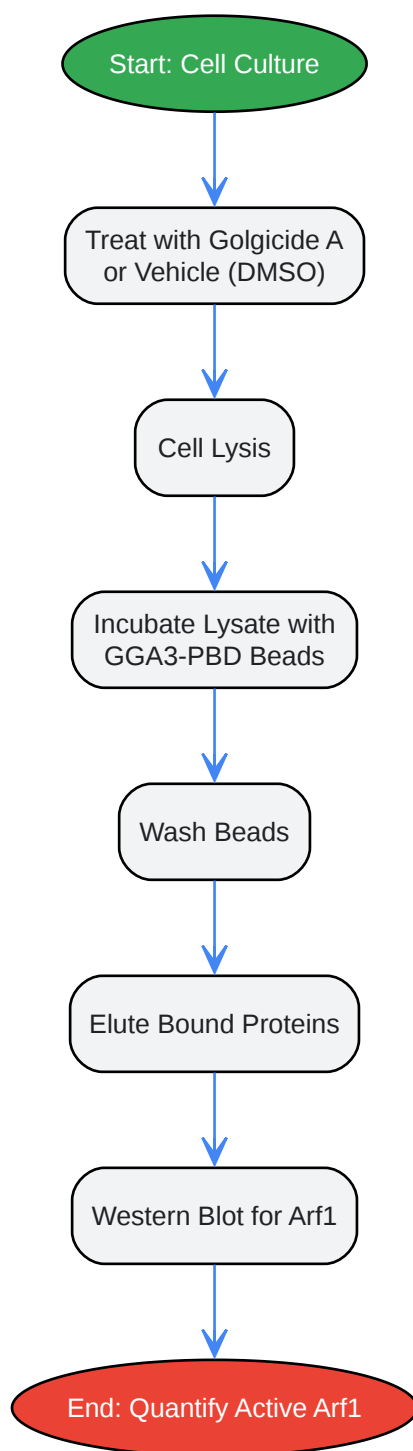 Start: Cell Culture
Treat with Golgicide A
or Vehicle (DMSO)
Cell Lysis
Incubate Lysate with
GGA3-PBD Beads
Wash Beads
Elute Bound Proteins
Western Blot for Arf1
End: Quantify Active Arf1